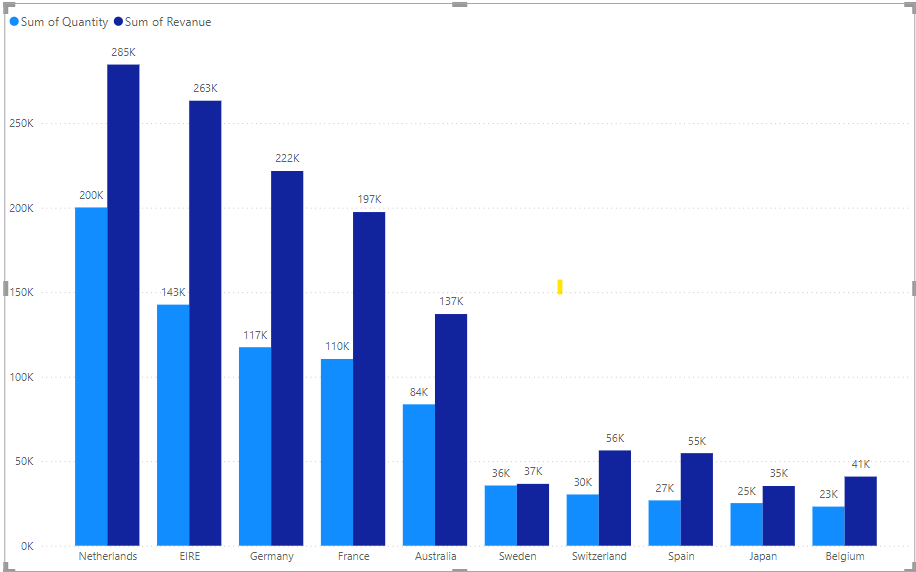 Sum of Quantity Sum of Revanue
285K
263K
250K
222K
200K
197K
200K
150K
143K
137K
117K
110K
100K
84K
56K
55K
50K
36K
37K
41K
30K
27K
35K
25K
23K
0K
Netherlands EIRE Germany France Australia Sweden Switzerland Spain Japan Belgium